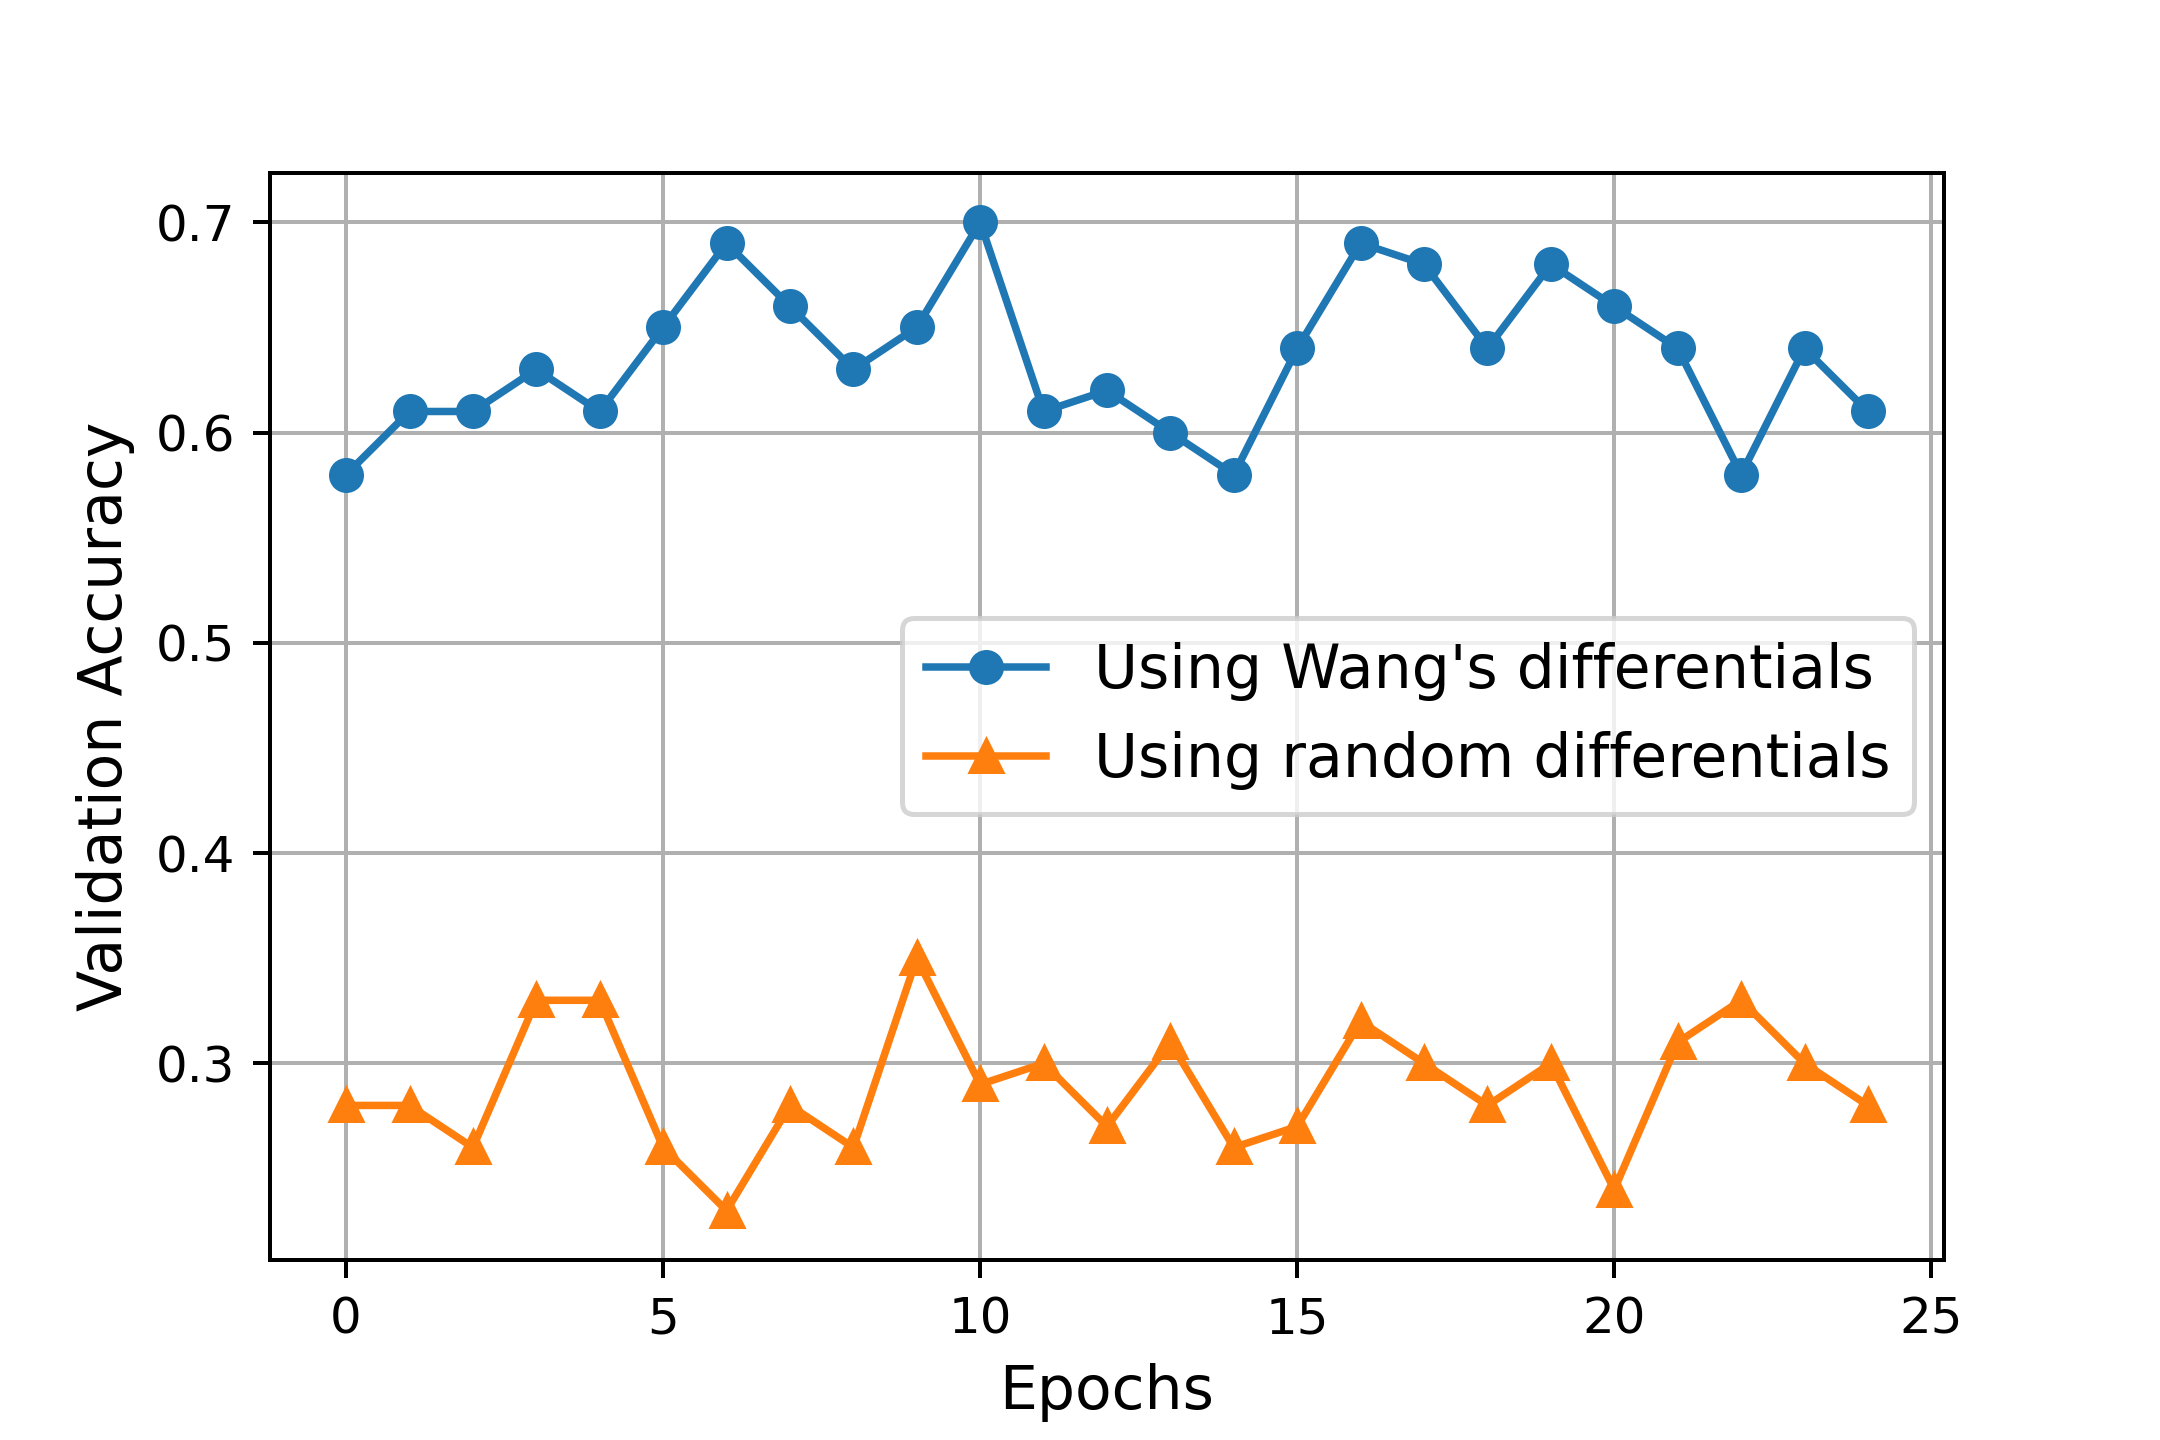 0.7
0.6
0.5
0.4
0.3
Validation Accuracy
Using Wang's differentials
Using random differentials
0 5 10 15 20 25
Epochs